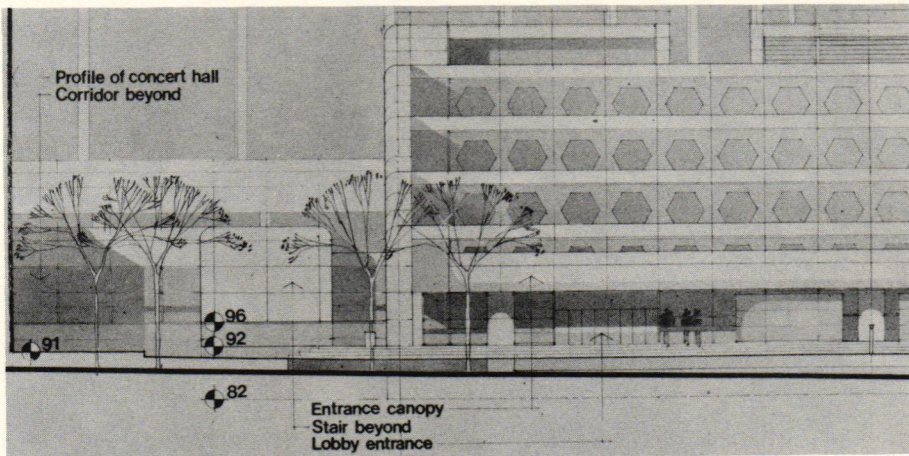 Profile of concert hall
Corridor beyond
96
92
91
82
Entrance canopy
Stair beyond
Lobby entrance